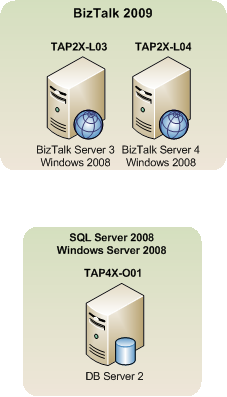 BizTalk 2009
TAP2X-L03 TAP2X-L04
BizTalk Server 3 BizTalk Server 4
Windows 2008 Windows 2008
SQL Server 2008
Windows Server 2008
TAP4X-O01
DB Server 2